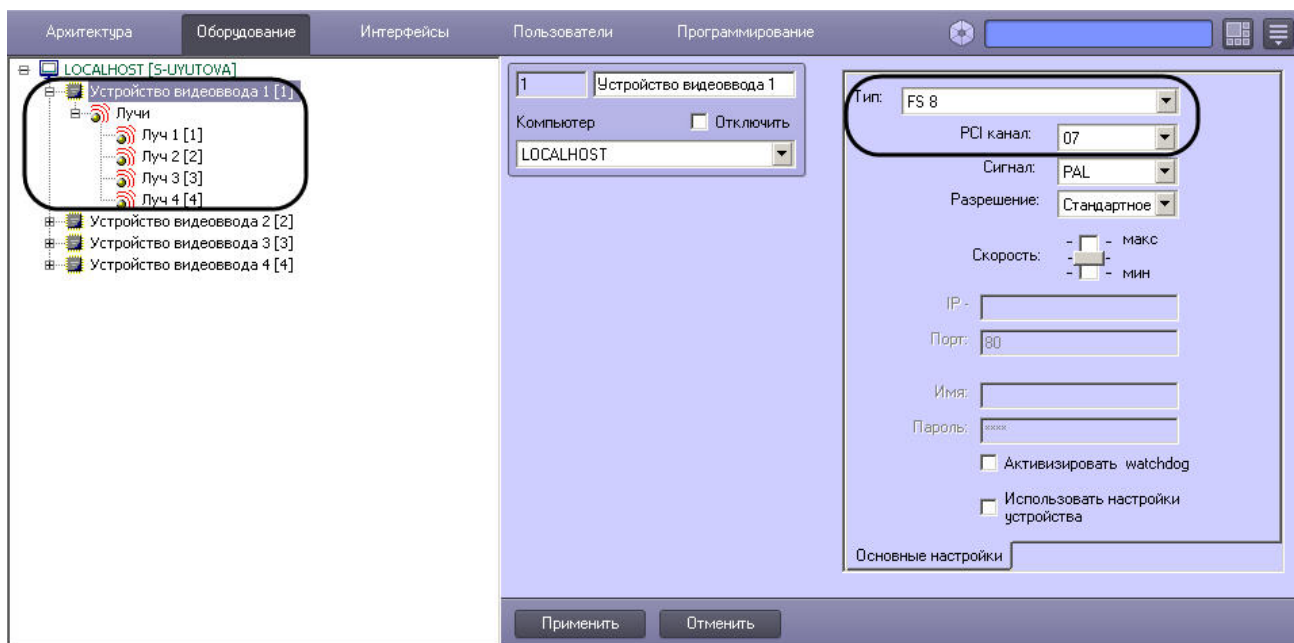 Архитектура Оборудование Интерфейсы Пользователи Программирование
LOCALHOST [S-UYUTOVA]
Устройство видеоввода 1 [1]
Лучи
Луч 1 [1]
Луч 2 [2]
Луч 3 [3]
Луч 4 [4]
Устройство видеоввода 2 [2]
Устройство видеоввода 3 [3]
Устройство видеоввода 4 [4]
1 Устройство видеоввода 1
Компьютер Отключить
LOCALHOST
Тип: FS 8
PCI канал: 07
Сигнал: PAL
Разрешение: Стандартное
Скорость: - - макс
- -
- - мин
IP -
Порт: 80
Имя:
Пароль: ****
Активизировать watchdog
Использовать настройки
устройства
Основные настройки
Применить Отменить